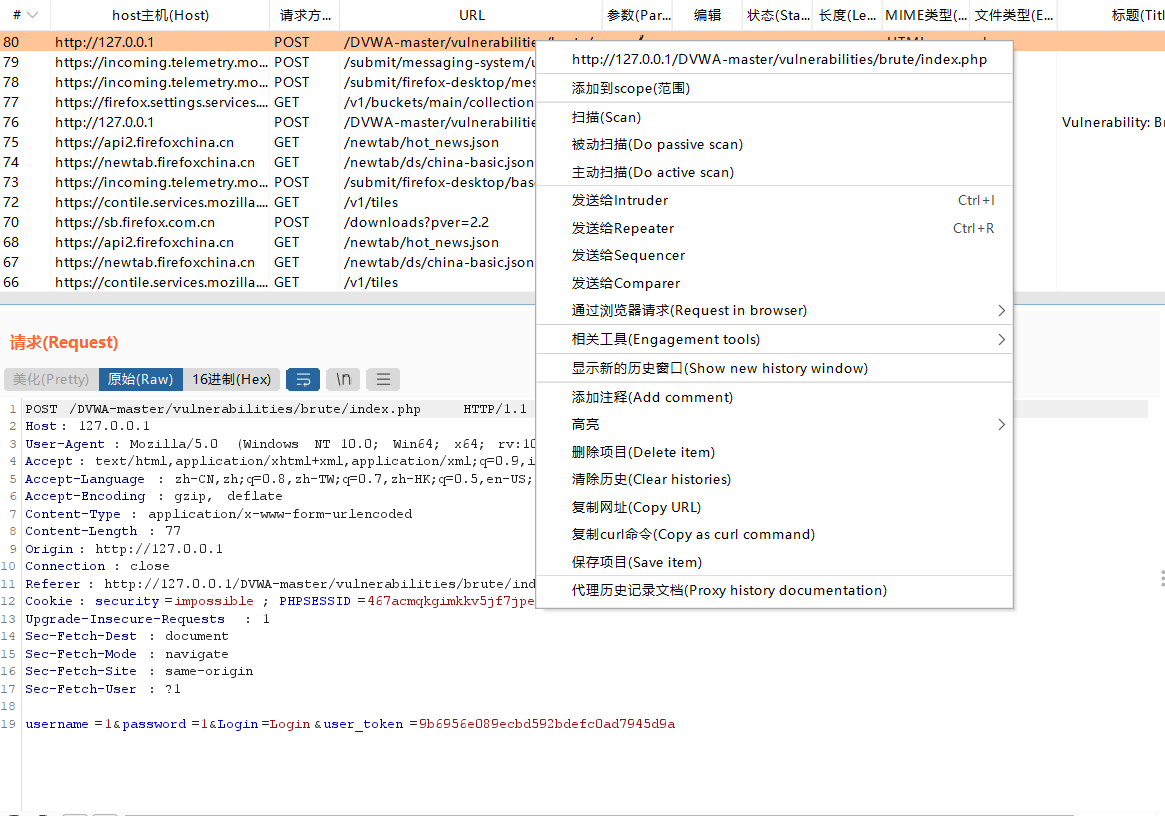 # host主机(Host) 请求方... URL 参数(Par... 编辑 状态(Sta... 长度(Le... MIME类型(... 文件类型(E... 标题(Titl
80 http://127.0.0.1 POST /DVWA-master/vulnerabilitie
79 https://incoming.telemetry.mo... POST /submit/messaging-system/u
78 https://incoming.telemetry.mo... POST /submit/firefox-desktop/mes
77 https://firefox.settings.services.... GET /v1/buckets/main/collection
76 http://127.0.0.1 POST /DVWA-master/vulnerabilitie Vulnerability: Br
75 https://api2.firefoxchina.cn GET /newtab/hot_news.json
74 https://newtab.firefoxchina.cn GET /newtab/ds/china-basic.json
73 https://incoming.telemetry.mo... POST /submit/firefox-desktop/base
72 https://contile.services.mozilla.... GET /v1/tiles
70 https://sb.firefox.com.cn POST /downloads?pver=2.2
68 https://api2.firefoxchina.cn GET /newtab/hot_news.json
67 https://newtab.firefoxchina.cn GET /newtab/ds/china-basic.json
66 https://contile.services.mozilla.... GET /v1/tiles
http://127.0.0.1/DVWA-master/vulnerabilities/brute/index.php
添加到scope(范围)
扫描(Scan)
被动扫描(Do passive scan)
主动扫描(Do active scan)
发送给Intruder Ctrl+I
发送给Repeater Ctrl+R
发送给Sequencer
发送给Comparer
通过浏览器请求(Request in browser)
相关工具(Engagement tools)
显示新的历史窗口(Show new history window)
添加注释(Add comment)
高亮
删除项目(Delete item)
清除历史(Clear histories)
复制网址(Copy URL)
复制curl命令(Copy as curl command)
保存项目(Save item)
代理历史记录文档(Proxy history documentation)
请求(Request)
美化(Pretty) 原始(Raw) 16进制(Hex) \n
1 POST /DVWA-master/vulnerabilities/brute/index.php HTTP/1.1
2 Host : 127.0.0.1
3 User-Agent : Mozilla/5.0 (Windows NT 10.0; Win64; x64; rv:10
4 Accept : text/html,application/xhtml+xml,application/xml;q=0.9,i
5 Accept-Language : zh-CN,zh;q=0.8,zh-TW;q=0.7,zh-HK;q=0.5,en-US;
6 Accept-Encoding : gzip, deflate
7 Content-Type : application/x-www-form-urlencoded
8 Content-Length : 77
9 Origin : http://127.0.0.1
10 Connection : close
11 Referer : http://127.0.0.1/DVWA-master/vulnerabilities/brute/ind
12 Cookie : security =impossible ; PHPSESSID =467acmqkgimkkv5jf7jpe
13 Upgrade-Insecure-Requests : 1
14 Sec-Fetch-Dest : document
15 Sec-Fetch-Mode : navigate
16 Sec-Fetch-Site : same-origin
17 Sec-Fetch-User : ?1
18
19 username =1&password =1&Login =Login &user_token =9b6956e089ecbd592bdefc0ad7945d9a